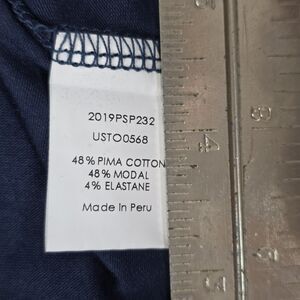 2019PSP232
USTO0568
48% PIMA COTTON
48% MODAL
4% ELASTANE
Made In Peru